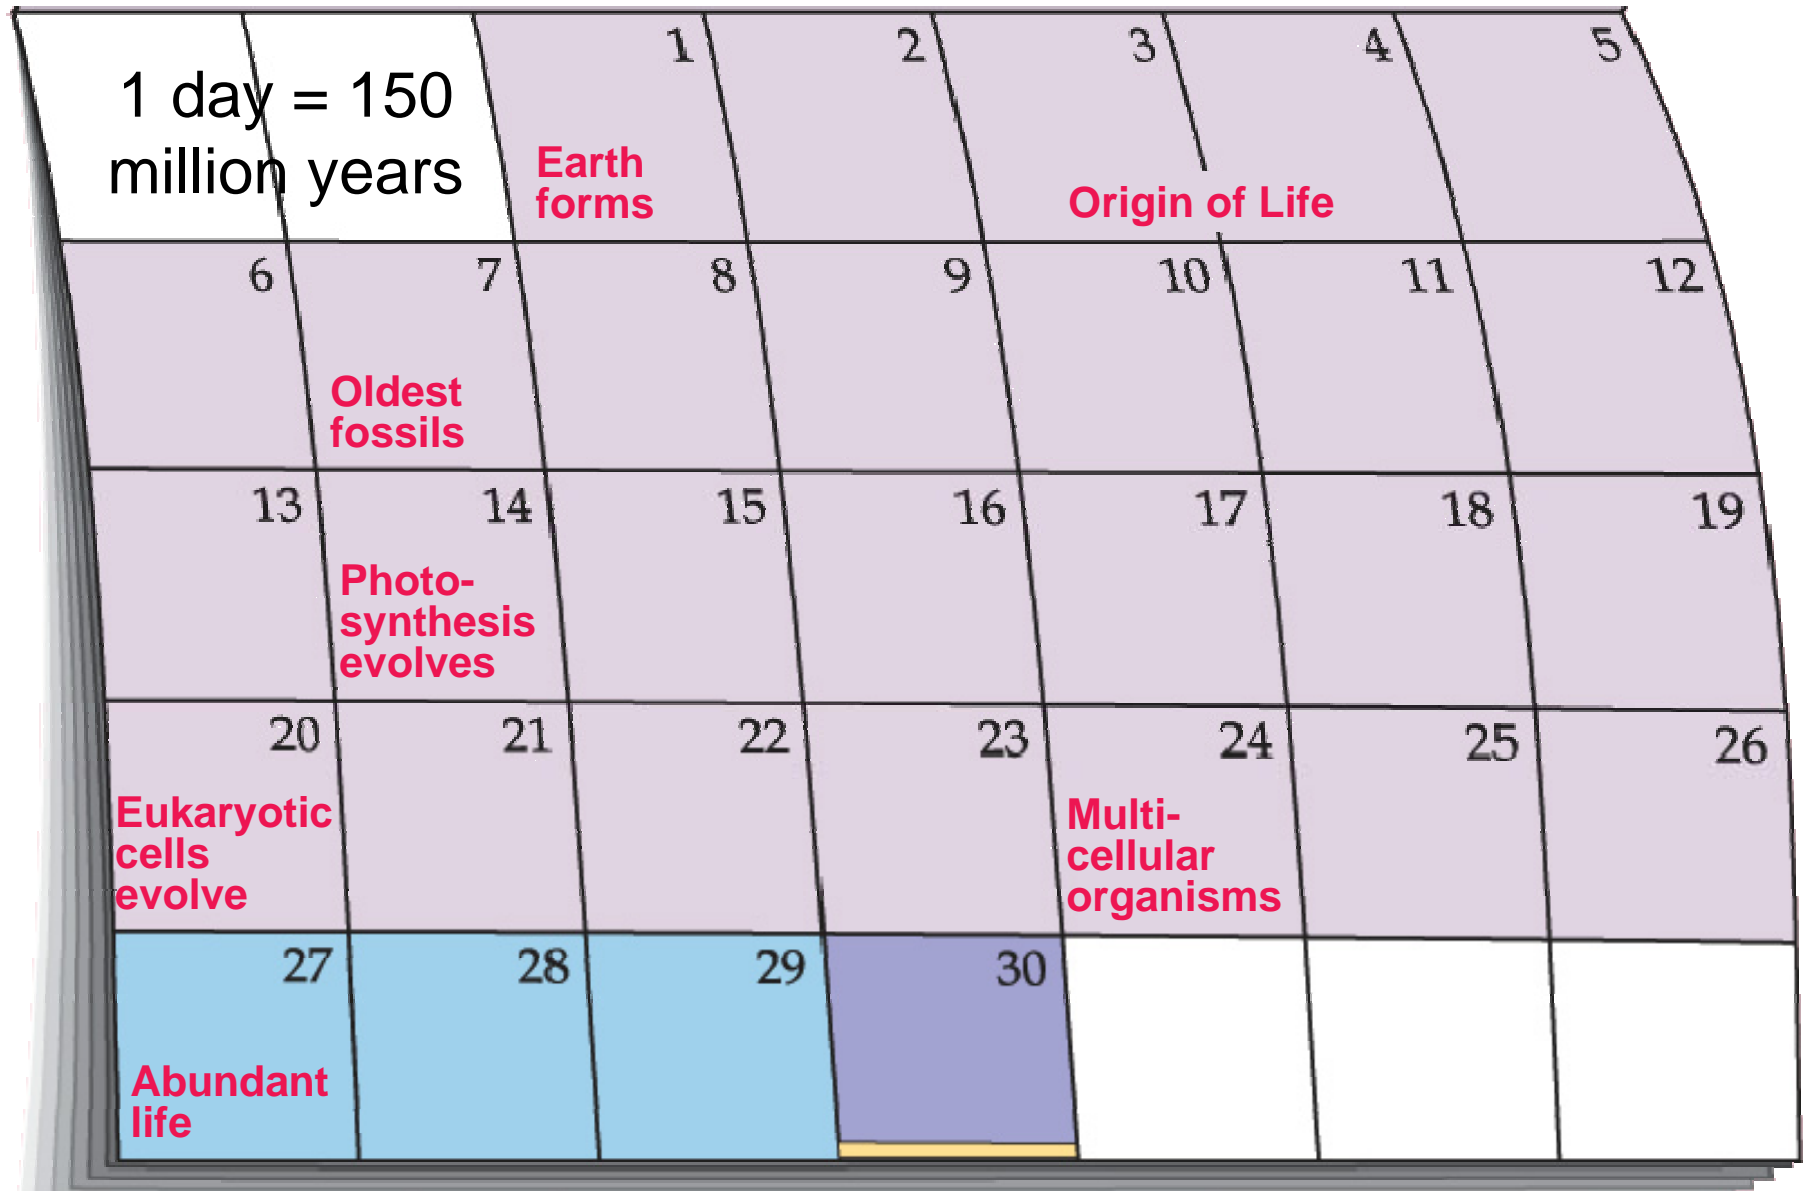 1 2 3 4 5
1 day = 150
million years
Earth
forms
Origin of Life
6 7 8 9 10 11 12
Oldest
fossils
13 14 15 16 17 18 19
Photo-
synthesis
evolves
20 21 22 23 24 25 26
Eukaryotic
cells
evolve
Multi-
cellular
organisms
27 28 29 30
Abundant
life